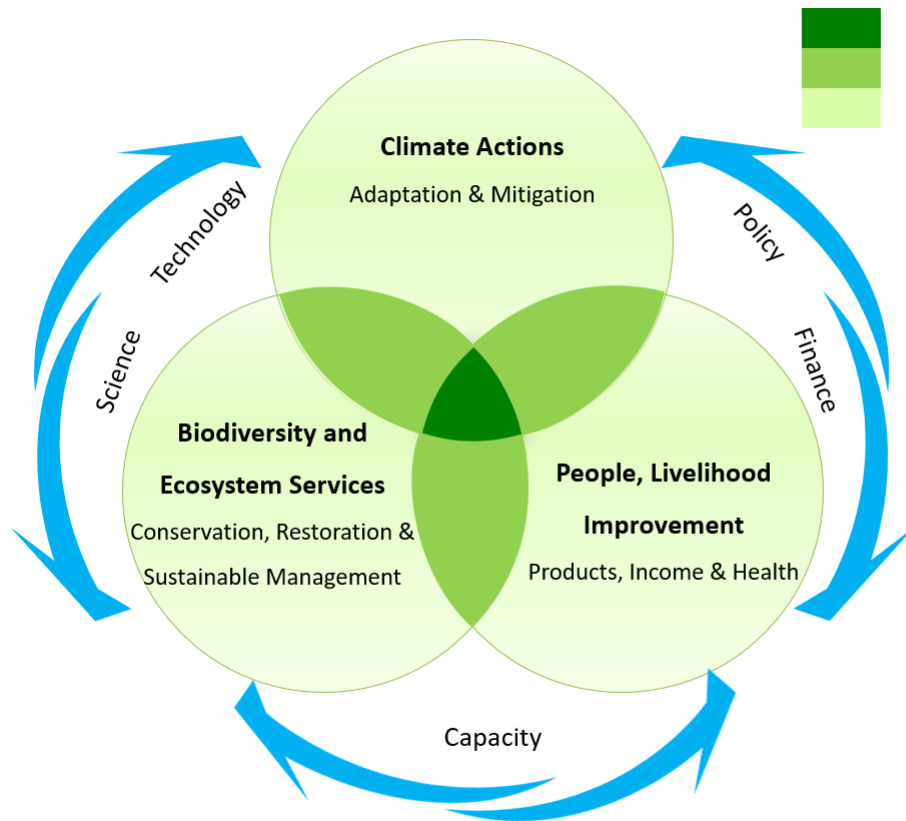 Climate Actions
Adaptation & Mitigation
Technology
Policy
Science
Finance
Biodiversity and
Ecosystem Services
Conservation, Restoration &
Sustainable Management
People, Livelihood
Improvement
Products, Income & Health
Capacity